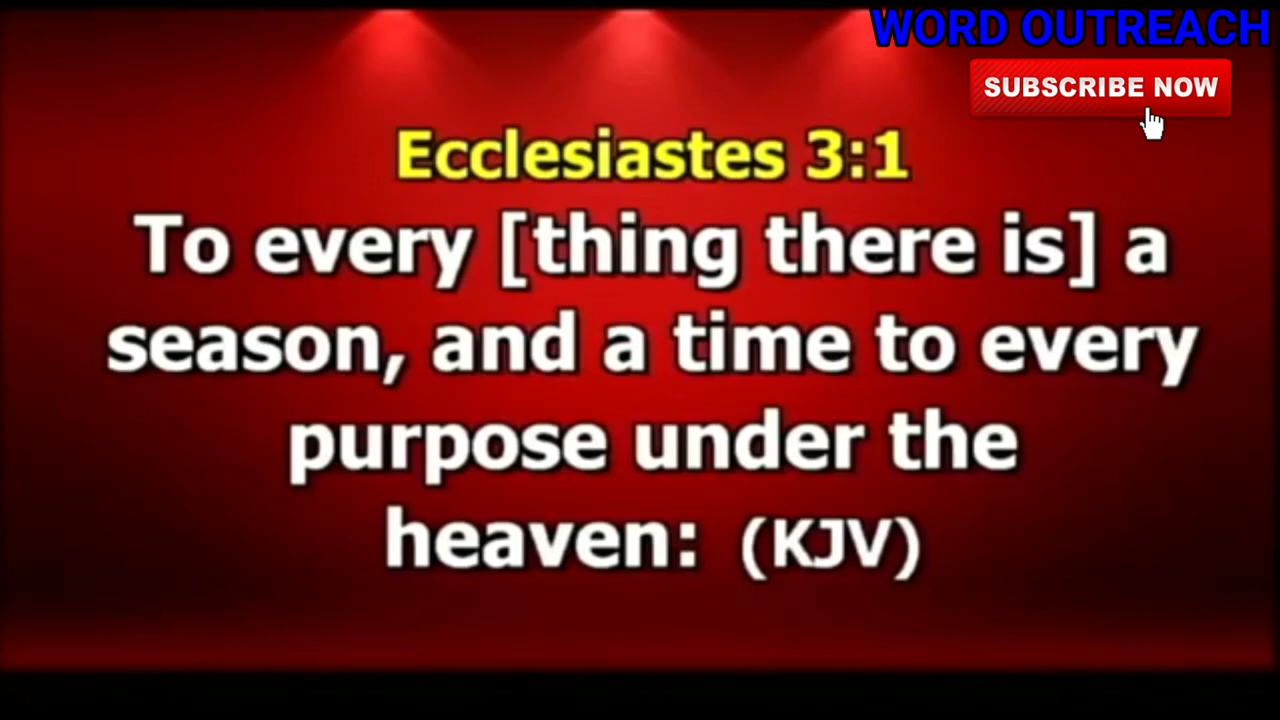 WORD OUTREACH
SUBSCRIBE NOW
Ecclesiastes 3:1
To every [thing there is] a
season, and a time to every
purpose under the
heaven: (KJV)